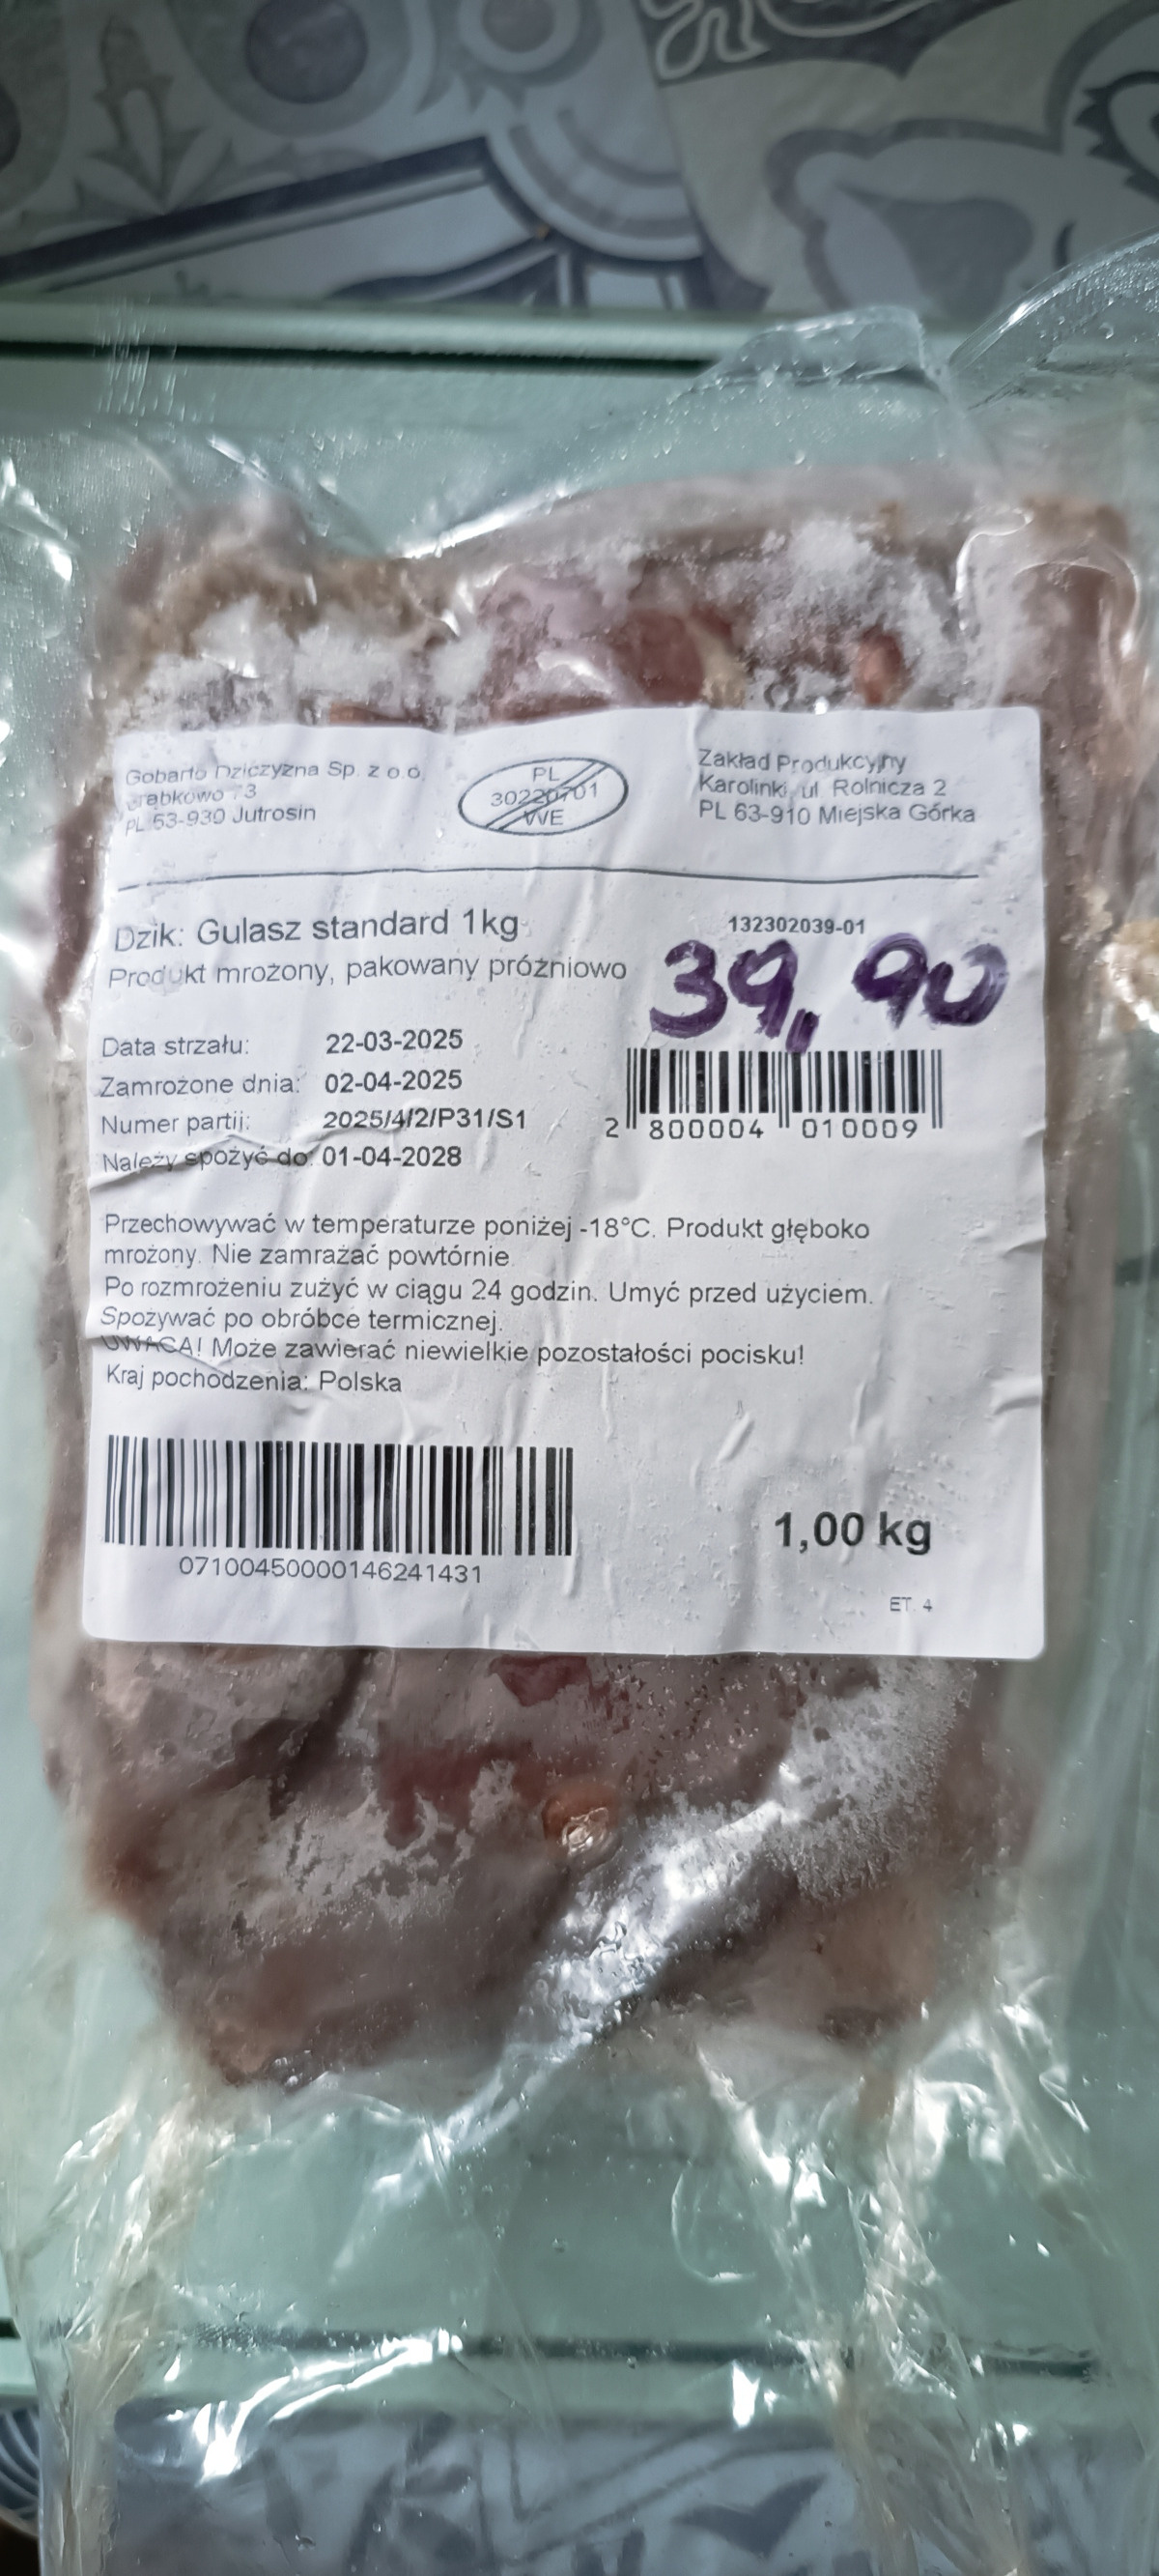 Gobarto Dziczyzna Sp. z o.o.
Grąbkowo 73
PL 63-930 Jutrosin
PL
30220701
WE
Zakład Produkcyjny
Karolinki, ul. Rolnicza 2
PL 63-910 Miejska Górka
Dzik: Gulasz standard 1kg
Produkt mrożony, pakowany próżniowo
132302039-01
39,90
Data strzału: 22-03-2025
Zamrożone dnia: 02-04-2025
Numer partii: 2025/4/2/P31/S1
Należy spożyć do: 01-04-2028
2 800004 010009
Przechowywać w temperaturze poniżej -18°C. Produkt głęboko
mrożony. Nie zamrażać powtórnie.
Po rozmrożeniu zużyć w ciągu 24 godzin. Umyć przed użyciem.
Spożywać po obróbce termicznej.
UWAGA! Może zawierać niewielkie pozostałości pocisku!
Kraj pochodzenia: Polska
07100450000146241431
1,00 kg
ET. 4